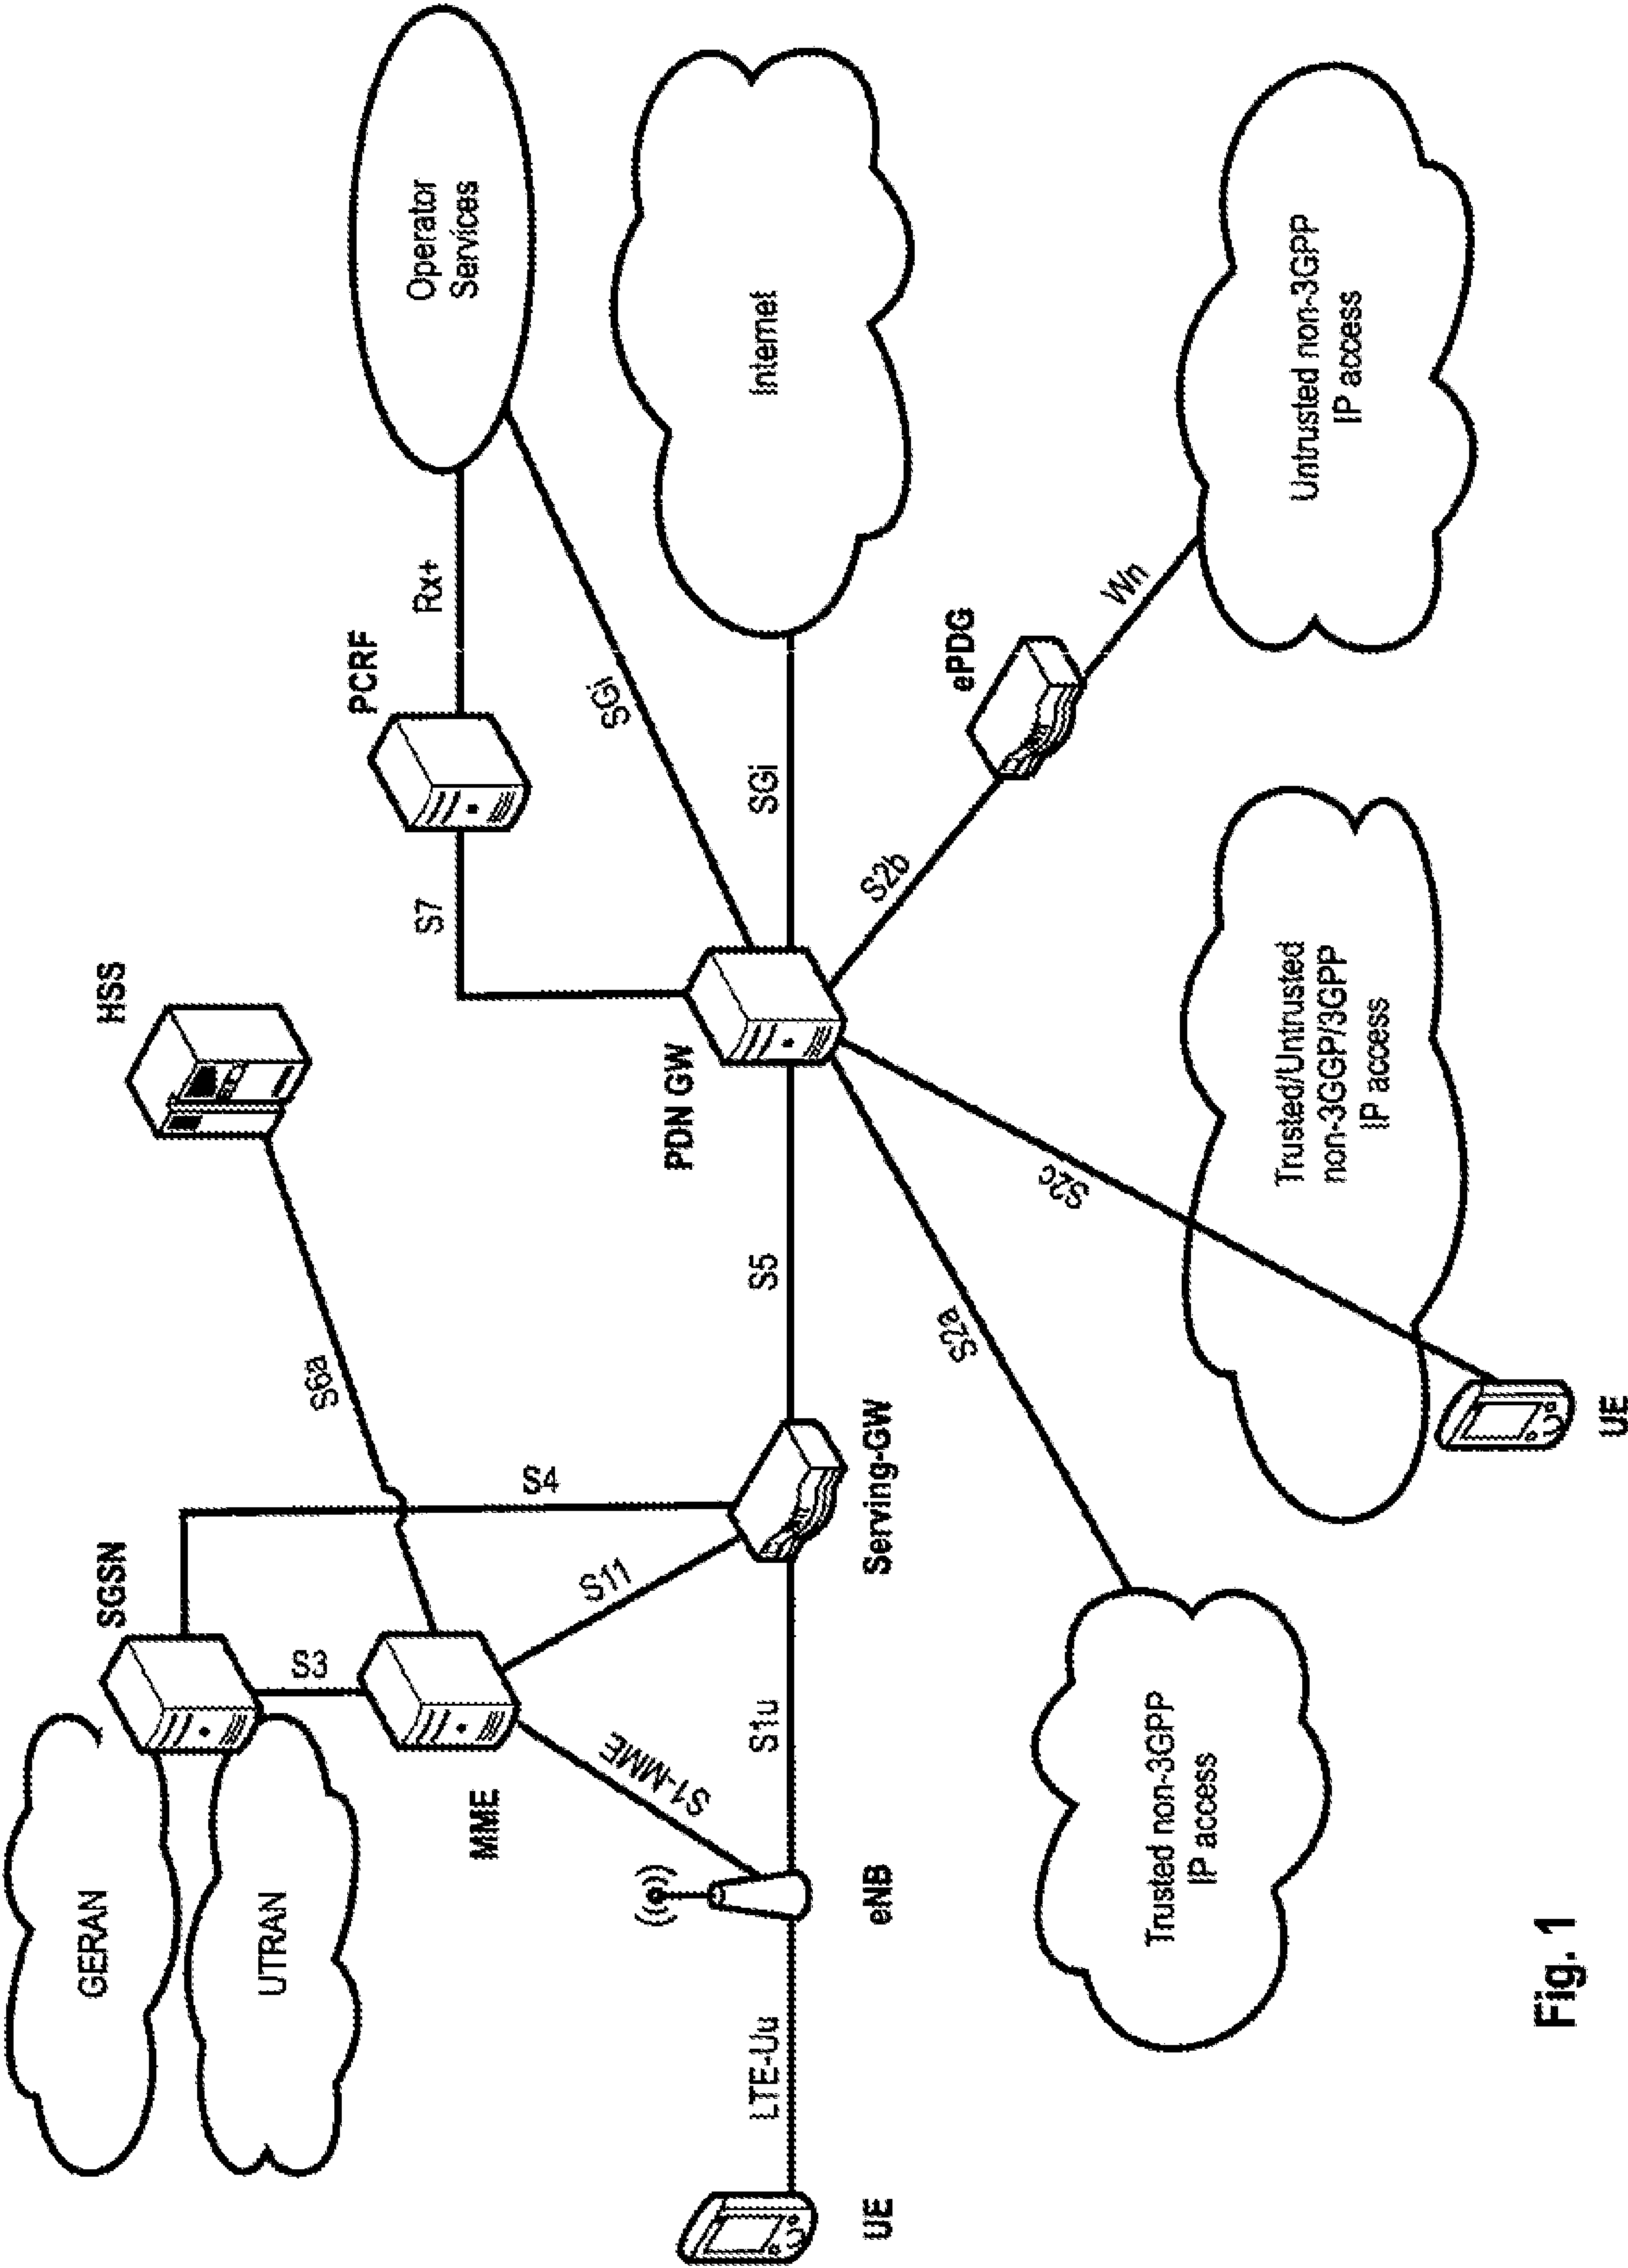 GERAN
SGSN
HSS
UTRAN
S3
S6a
PCRF
Rx+
Operator
Services
S7
MME
S4
S11
S1-MME
SGi
PDN GW
LTE-Uu
S1u
S5
SGi
Internet
UE
eNB
Serving-GW
S2b
ePDG
S2a
S2c
Wn
Trusted non-3GPP
IP access
Trusted/Untrusted
non-3GGP/3GPP
IP access
Untrusted non-3GPP
IP access
UE
Fig. 1